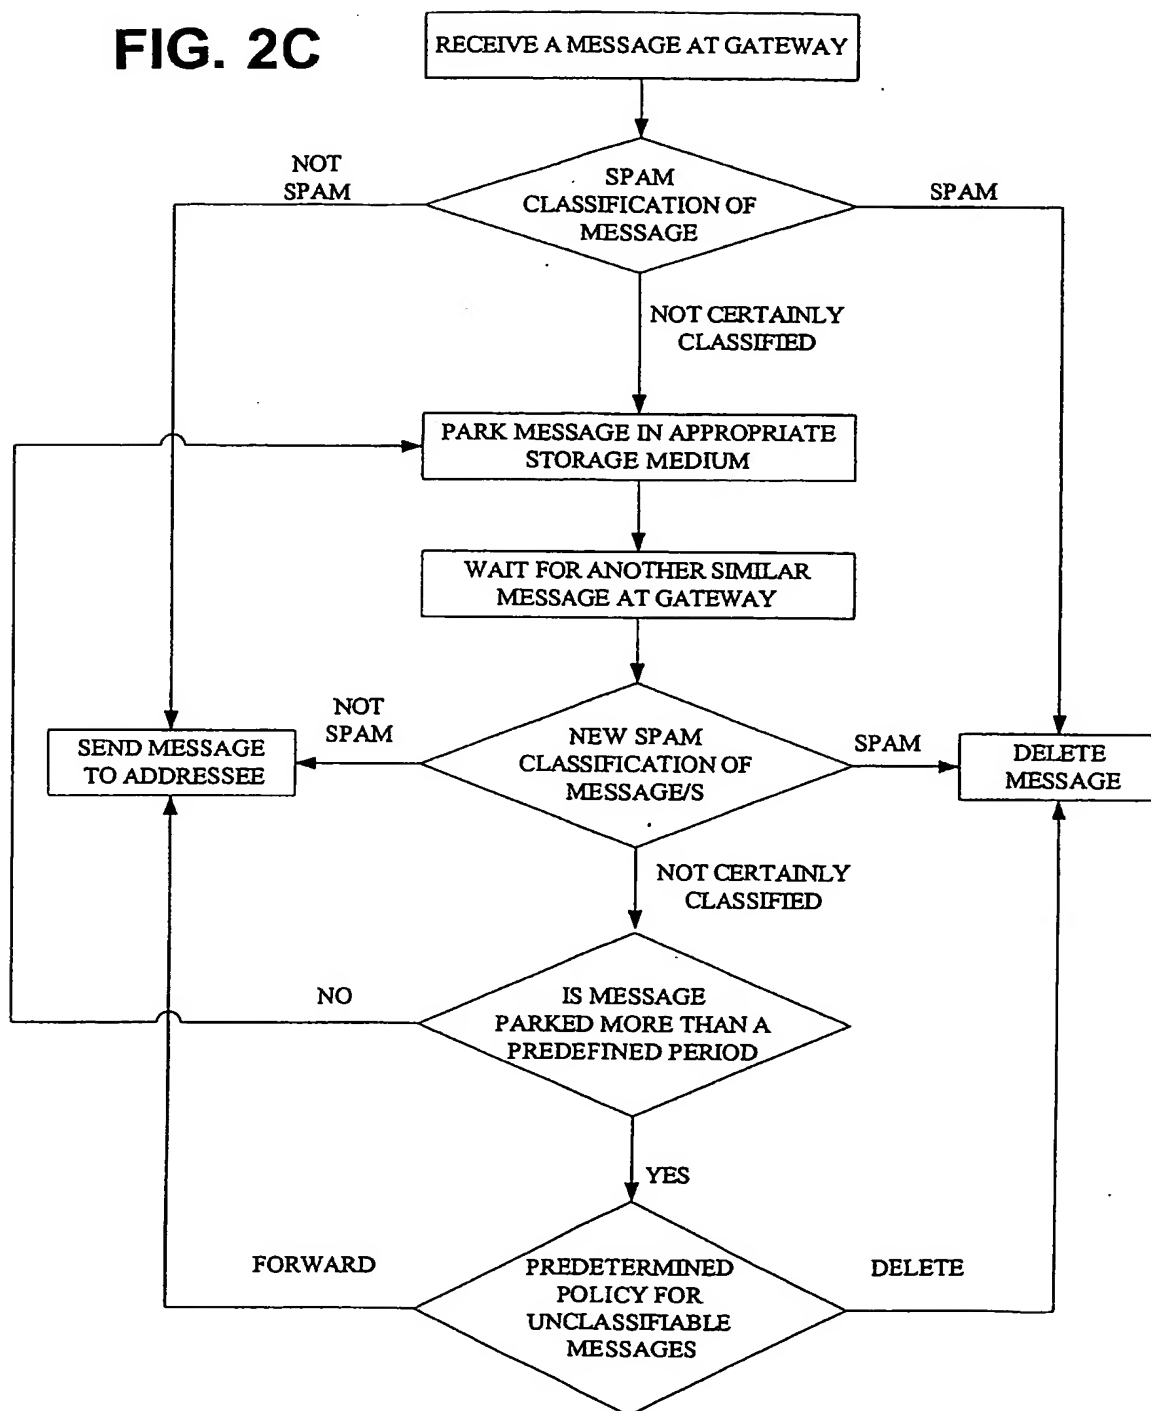 FIG. 2C
RECEIVE A MESSAGE AT GATEWAY
NOT
SPAM
SPAM
CLASSIFICATION OF
MESSAGE
SPAM
NOT CERTAINLY
CLASSIFIED
PARK MESSAGE IN APPROPRIATE
STORAGE MEDIUM
WAIT FOR ANOTHER SIMILAR
MESSAGE AT GATEWAY
NOT
SPAM
SEND MESSAGE
TO ADDRESSEE
NEW SPAM
CLASSIFICATION OF
MESSAGE/S
SPAM
DELETE
MESSAGE
NOT CERTAINLY
CLASSIFIED
NO
IS MESSAGE
PARKED MORE THAN A
PREDEFINED PERIOD
YES
FORWARD
PREDETERMINED
POLICY FOR
UNCLASSIFIABLE
MESSAGES
DELETE